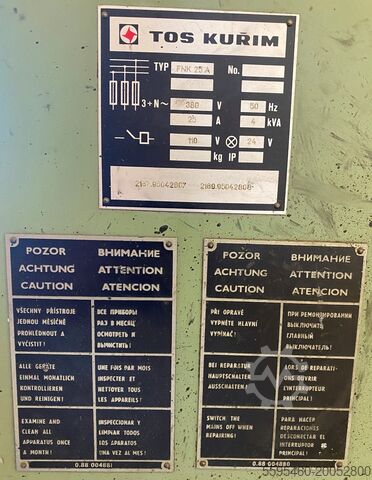 TOS KUŘIM
TYP FNK 25 A No.
3+N~ 380 V 50 Hz
25 A 4 kVA
110 V 24 V
kg IP
POZOR ВНИМАНИЕ
ACHTUNG ATTENTION
CAUTION ATENCION
VŠECHNY PŘÍSTROJE
JEDNOU MĚSÍČNĚ
PROHLÉDNOUT A
VYČISTIT!
ВСЕ ПРИБОРЫ
РАЗ В МЕСЯЦ
ОСМОТРЕТЬ И
ВЫЧИСТИТЬ!
ALLE GERÄTE
EINMAL MONATLICH
KONTROLLIEREN
UND REINIGEN!
UNE FOIS PAR MOIS
INSPECTER ET
NETTOYER TOUS
LES APPAREILS!
EXAMINE AND
CLEAN ALL
APPARATUS ONCE
A MONTH!
INSPECCIONAR Y
LIMPIAR TODOS
LOS APARATOS
UNA VEZ AL MES!
0.88 004881
POZOR ВНИМАНИЕ
ACHTUNG ATTENTION
CAUTION ATENCION
PŘI OPRAVĚ
VYPNĚTE HLAVNÍ
VYPÍNAČ!
ПРИ РЕМОНТИРОВАНИИ
ВЫКЛЮЧИТЬ
ГЛАВНЫЙ
ВЫКЛЮЧАТЕЛЬ!
BEI REPARATUR
HAUPTSCHALTER
AUSSCHALTEN!
LORS DE REPARATI-
ONS OUVRIR
L'INTERRUPTEUR
PRINCIPAL!
SWITCH THE
MAINS OFF WHEN
REPAIRING!
PARA HACER
REPARACIONES
DESCONECTAR EL
INTERRUPTOR
PRINCIPAL!
0.88 004880
5595460-20052800